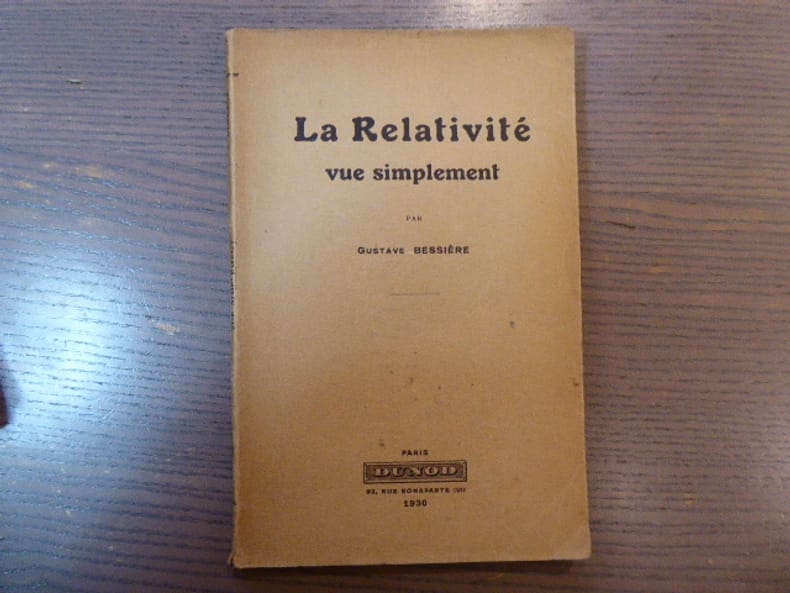 La Relativité
vue simplement
PAR
GUSTAVE BESSIÈRE
PARIS
DUNOD
92, RUE BONAPARTE (VI)
1930